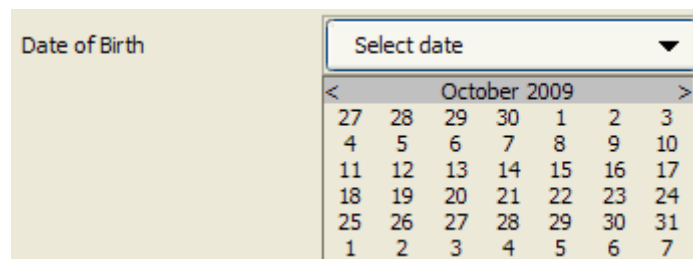 Date of Birth Select date
< October 2009 >
27 28 29 30 1 2 3
4 5 6 7 8 9 10
11 12 13 14 15 16 17
18 19 20 21 22 23 24
25 26 27 28 29 30 31
1 2 3 4 5 6 7